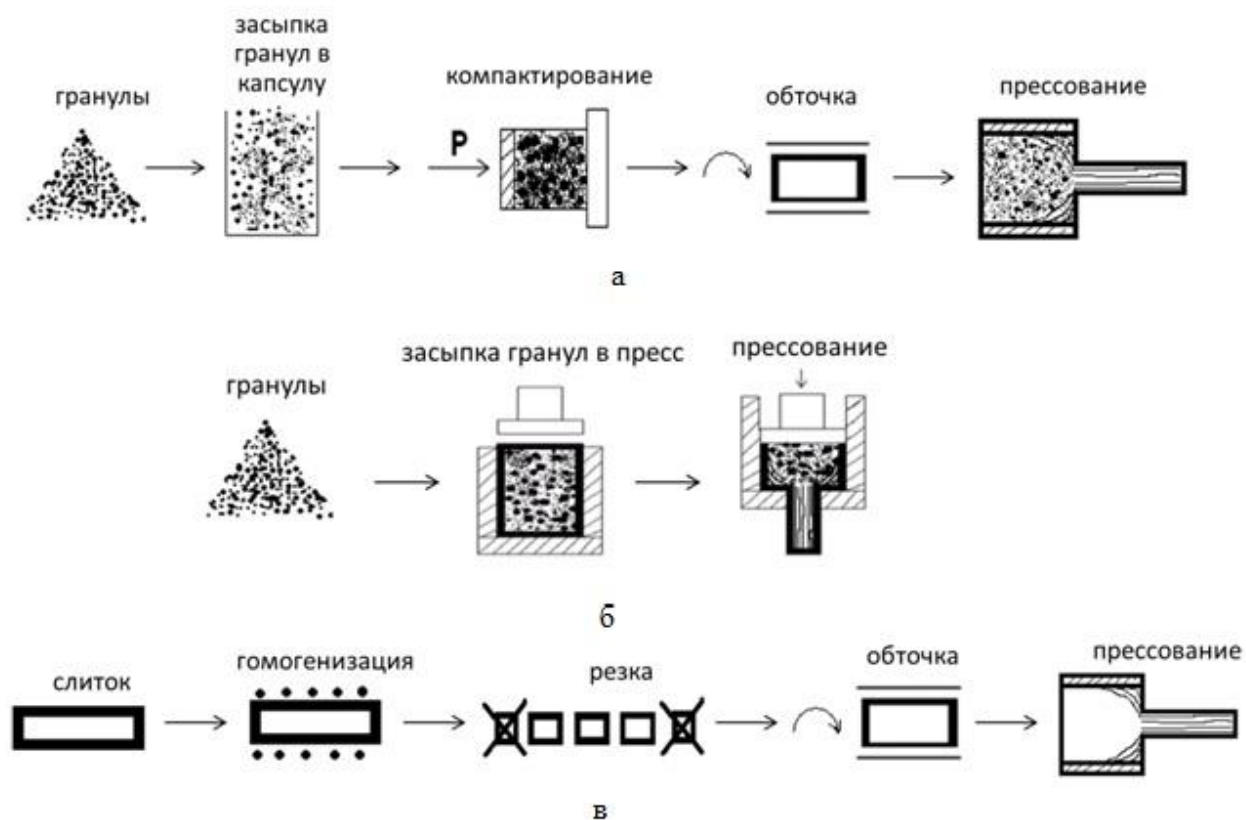 засыпка
гранул в
капсулу
гранулы
компактирование
обточка
прессование
P
а
засыпка гранул в пресс
прессование
гранулы
б
слиток
гомогенизация
резка
обточка
прессование
в